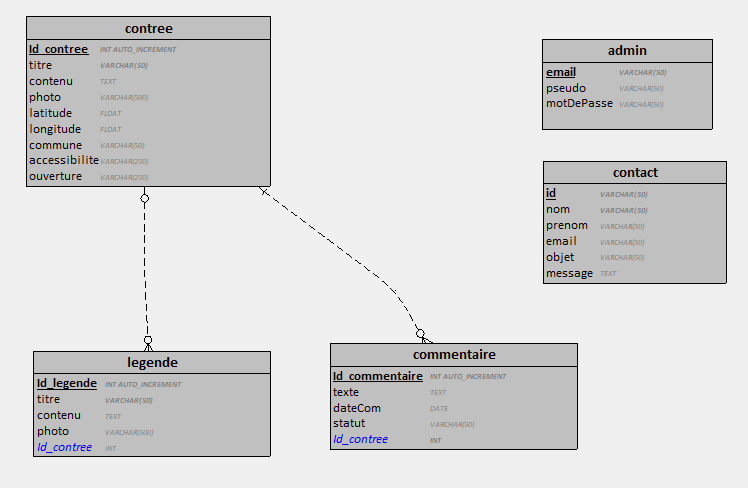 contree
Id_contree INT AUTO_INCREMENT
titre VARCHAR(50)
contenu TEXT
photo VARCHAR(500)
latitude FLOAT
longitude FLOAT
commune VARCHAR(50)
accessibilite VARCHAR(250)
ouverture VARCHAR(250)
admin
email VARCHAR(50)
pseudo VARCHAR(50)
motDePasse VARCHAR(50)
contact
id VARCHAR(50)
nom VARCHAR(50)
prenom VARCHAR(50)
email VARCHAR(50)
objet VARCHAR(50)
message TEXT
legende
Id_legende INT AUTO_INCREMENT
titre VARCHAR(50)
contenu TEXT
photo VARCHAR(500)
Id_contree INT
commentaire
Id_commentaire INT AUTO_INCREMENT
texte TEXT
dateCom DATE
statut VARCHAR(50)
Id_contree INT